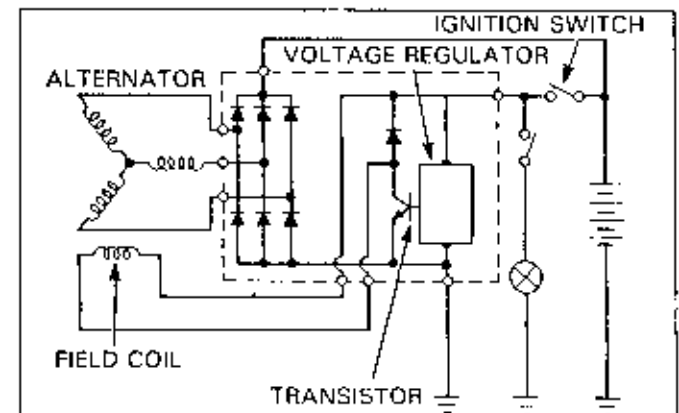 IGNITION SWITCH
VOLTAGE REGULATOR
ALTERNATOR
FIELD COIL
TRANSISTOR